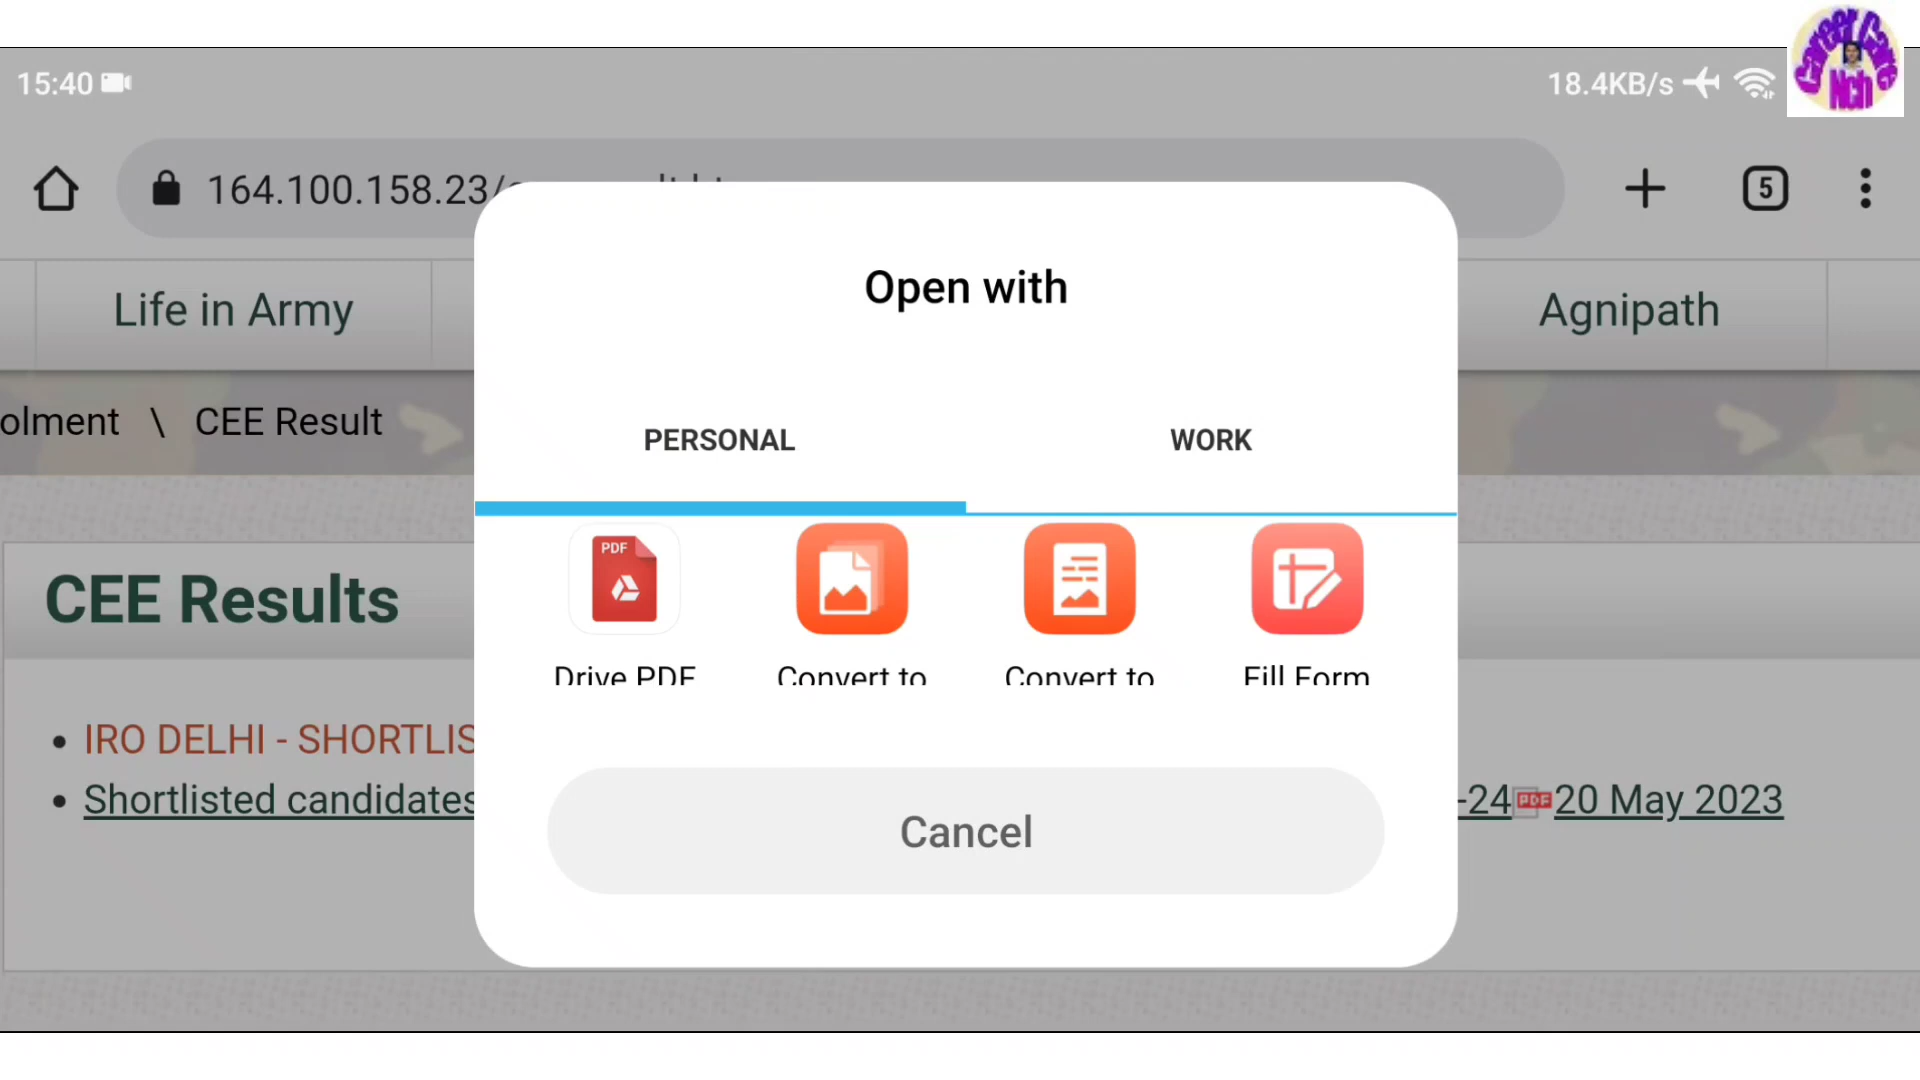 15:40
18.4KB/s
164.100.158.23/
5
Life in Army
Agnipath
olment \ CEE Result
Open with
PERSONAL
WORK
PDF
Drive PDF
Convert to
Convert to
Fill Form
CEE Results
IRO DELHI - SHORTLIS
Shortlisted candidates
-24 PDF 20 May 2023
Cancel